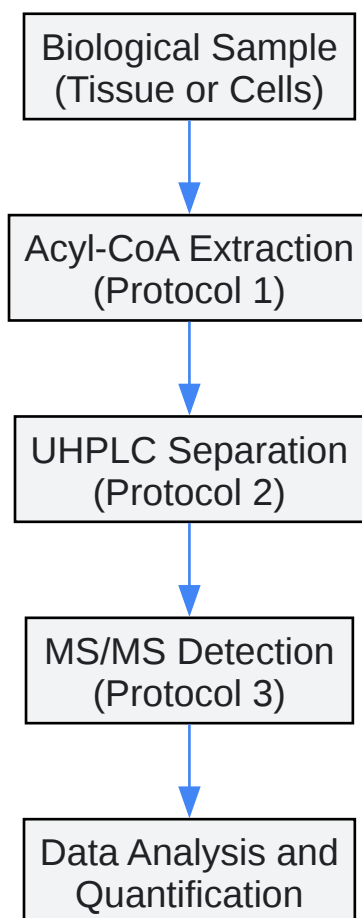 Biological Sample
(Tissue or Cells)
Acyl-CoA Extraction
(Protocol 1)
UHPLC Separation
(Protocol 2)
MS/MS Detection
(Protocol 3)
Data Analysis and
Quantification